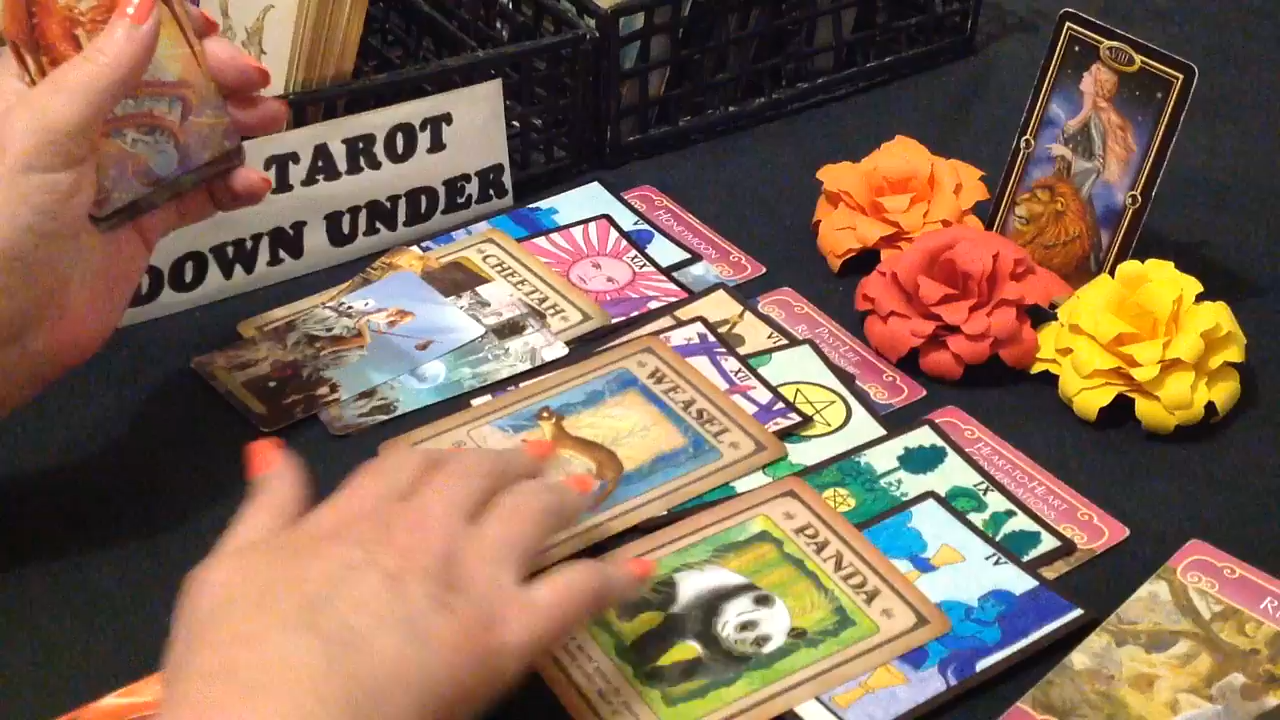 TAROT
DOWN UNDER
VIII
V
HONEYMOON
XIX
CHEETAH
VI
PAST-LIFE
RELATIONSHIP
XII
WEASEL
IX
HEART-TO-HEART
CONVERSATIONS
IV
PANDA